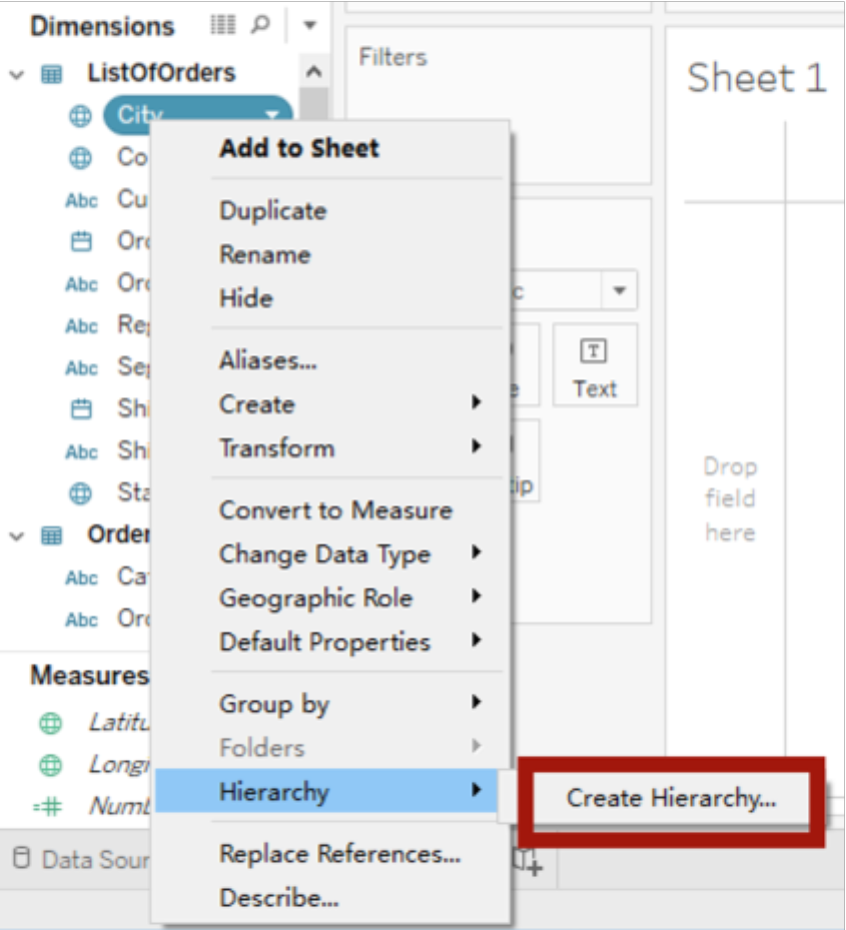 Dimensions
ListOfOrders
City
Co
Abc Cu
Ord
Abc Ord
Abc Reg
Abc Seg
Shi
Abc Shi
Sta
Order
Abc Cat
Abc Ord
Measures
Latitu
Longi
=# Numb
Data Sour
Add to Sheet
Duplicate
Rename
Hide
Aliases...
Create
Transform
Convert to Measure
Change Data Type
Geographic Role
Default Properties
Group by
Folders
Hierarchy
Replace References...
Describe...
Create Hierarchy...
Filters
c
T
Text
e
tip
Sheet 1
Drop
field
here